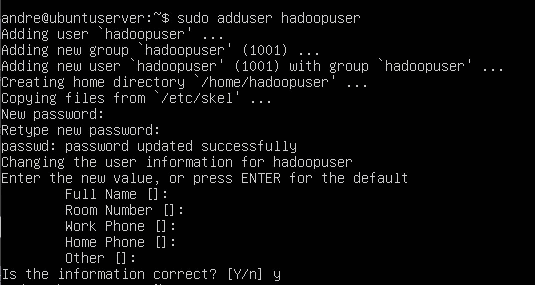 andre@ubuntuserver:~$ sudo adduser hadoopuser
Adding user `hadoopuser' ...
Adding new group `hadoopuser' (1001) ...
Adding new user `hadoopuser' (1001) with group `hadoopuser' ...
Creating home directory `/home/hadoopuser' ...
Copying files from `/etc/skel' ...
New password:
Retype new password:
passwd: password updated successfully
Changing the user information for hadoopuser
Enter the new value, or press ENTER for the default
Full Name []:
Room Number []:
Work Phone []:
Home Phone []:
Other []:
Is the information correct? [Y/n] y